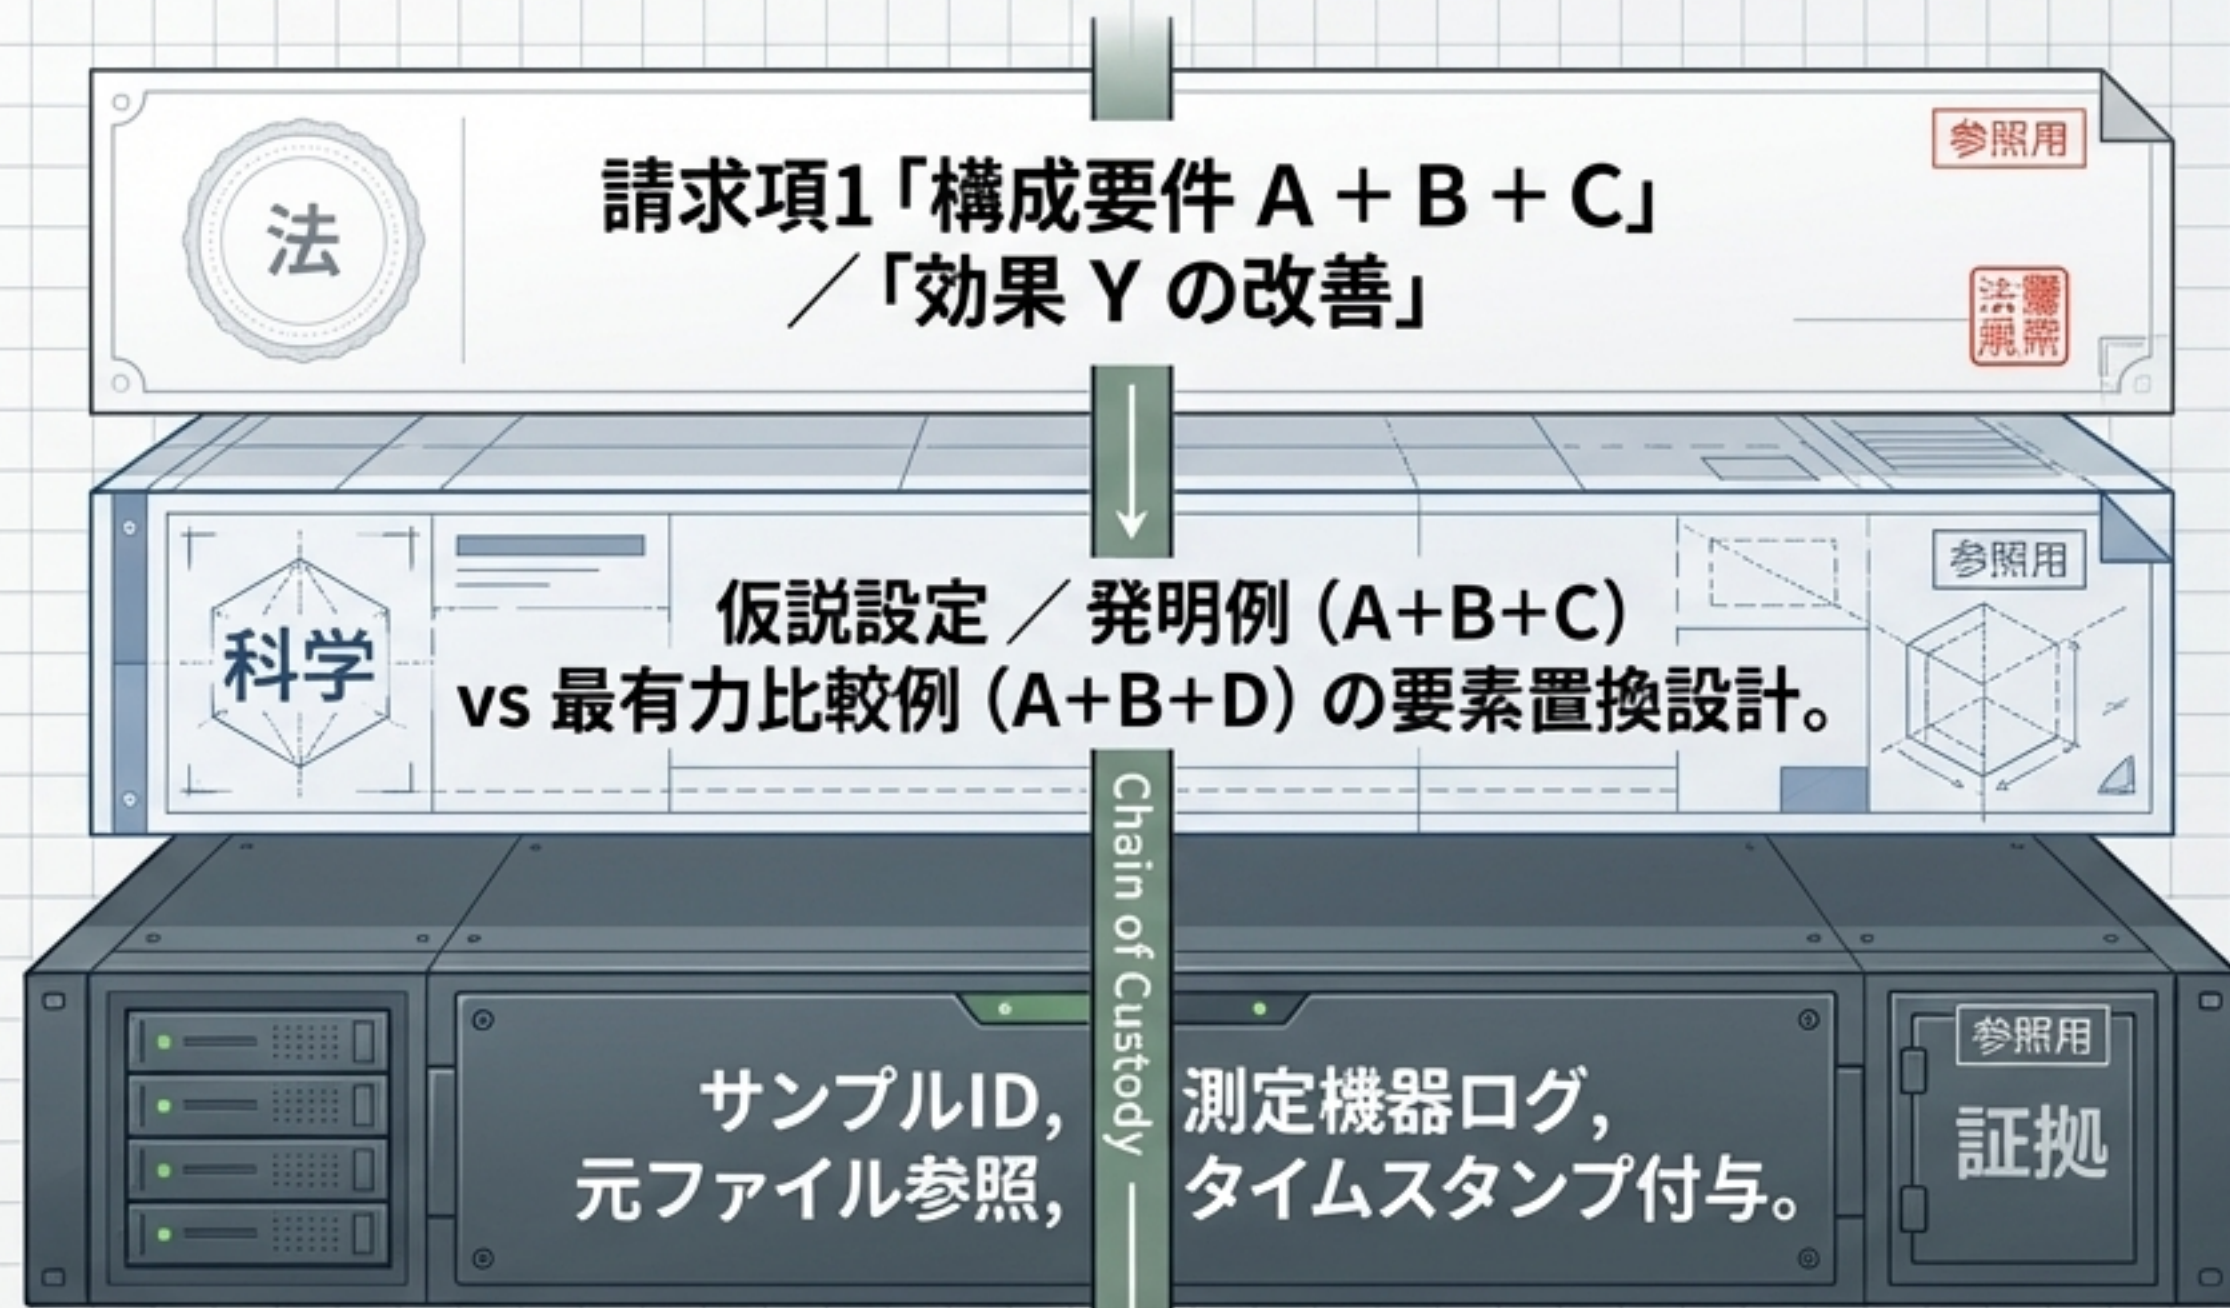 参照用
法
請求項1「構成要件 A + B + C」
／「効果 Y の改善」
参照用
科学
仮説設定 ／ 発明例（A+B+C）
vs 最有力比較例（A+B+D）の要素置換設計。
Chain of Custody
参照用
証拠
サンプルID, 測定機器ログ,
元ファイル参照, タイムスタンプ付与。